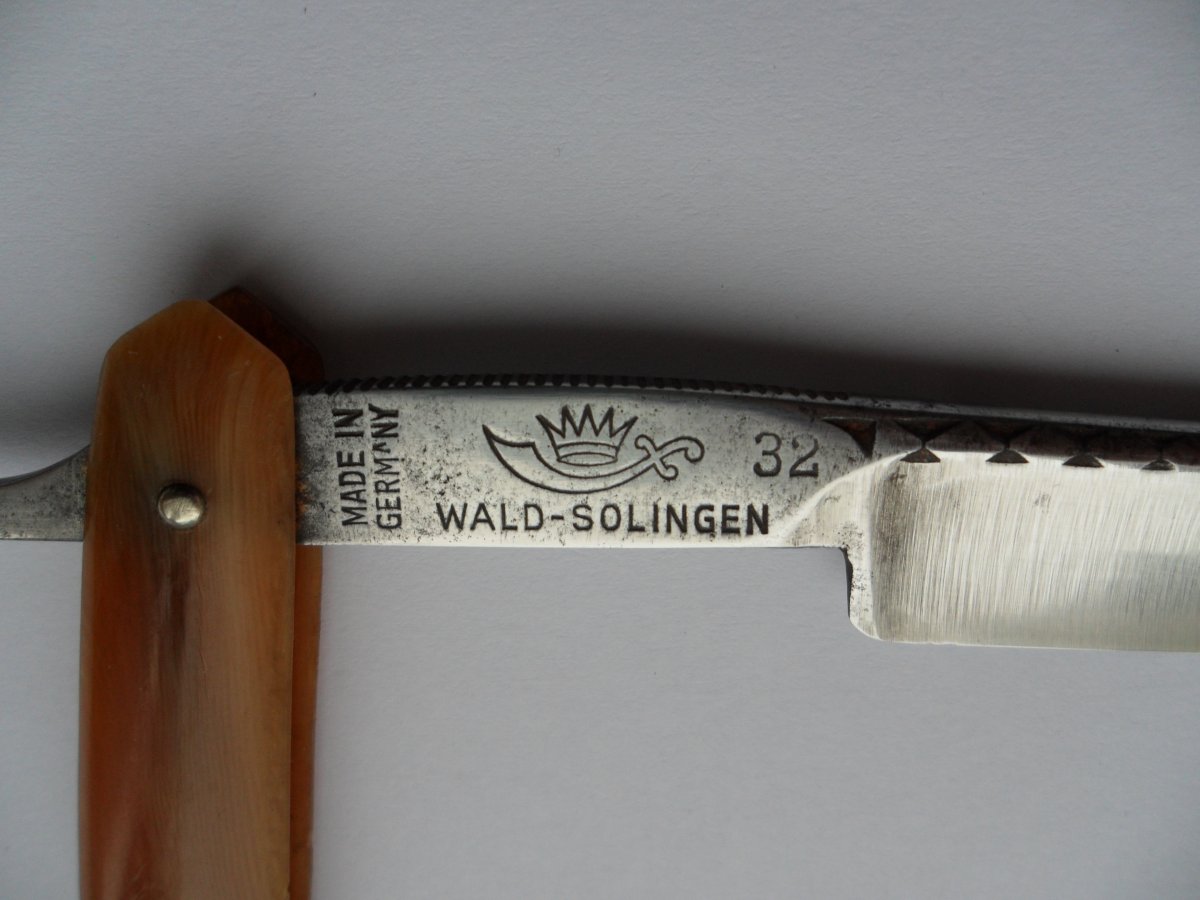 MADE IN
GERMANY
32
WALD-SOLINGEN